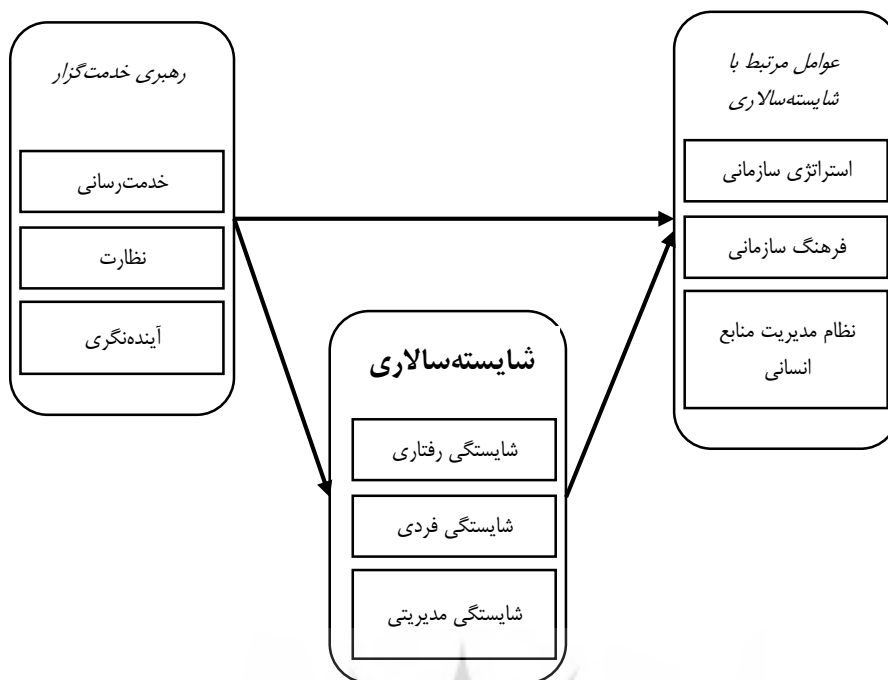 عوامل مرتبط با
شایسته‌سالاری
استراتژی سازمانی
فرهنگ سازمانی
نظام مدیریت منابع
انسانی
رهبری خدمت‌گزار
خدمت‌رسانی
نظارت
آینده‌نگری
شایسته‌سالاری
شایستگی رفتاری
شایستگی فردی
شایستگی مدیریتی